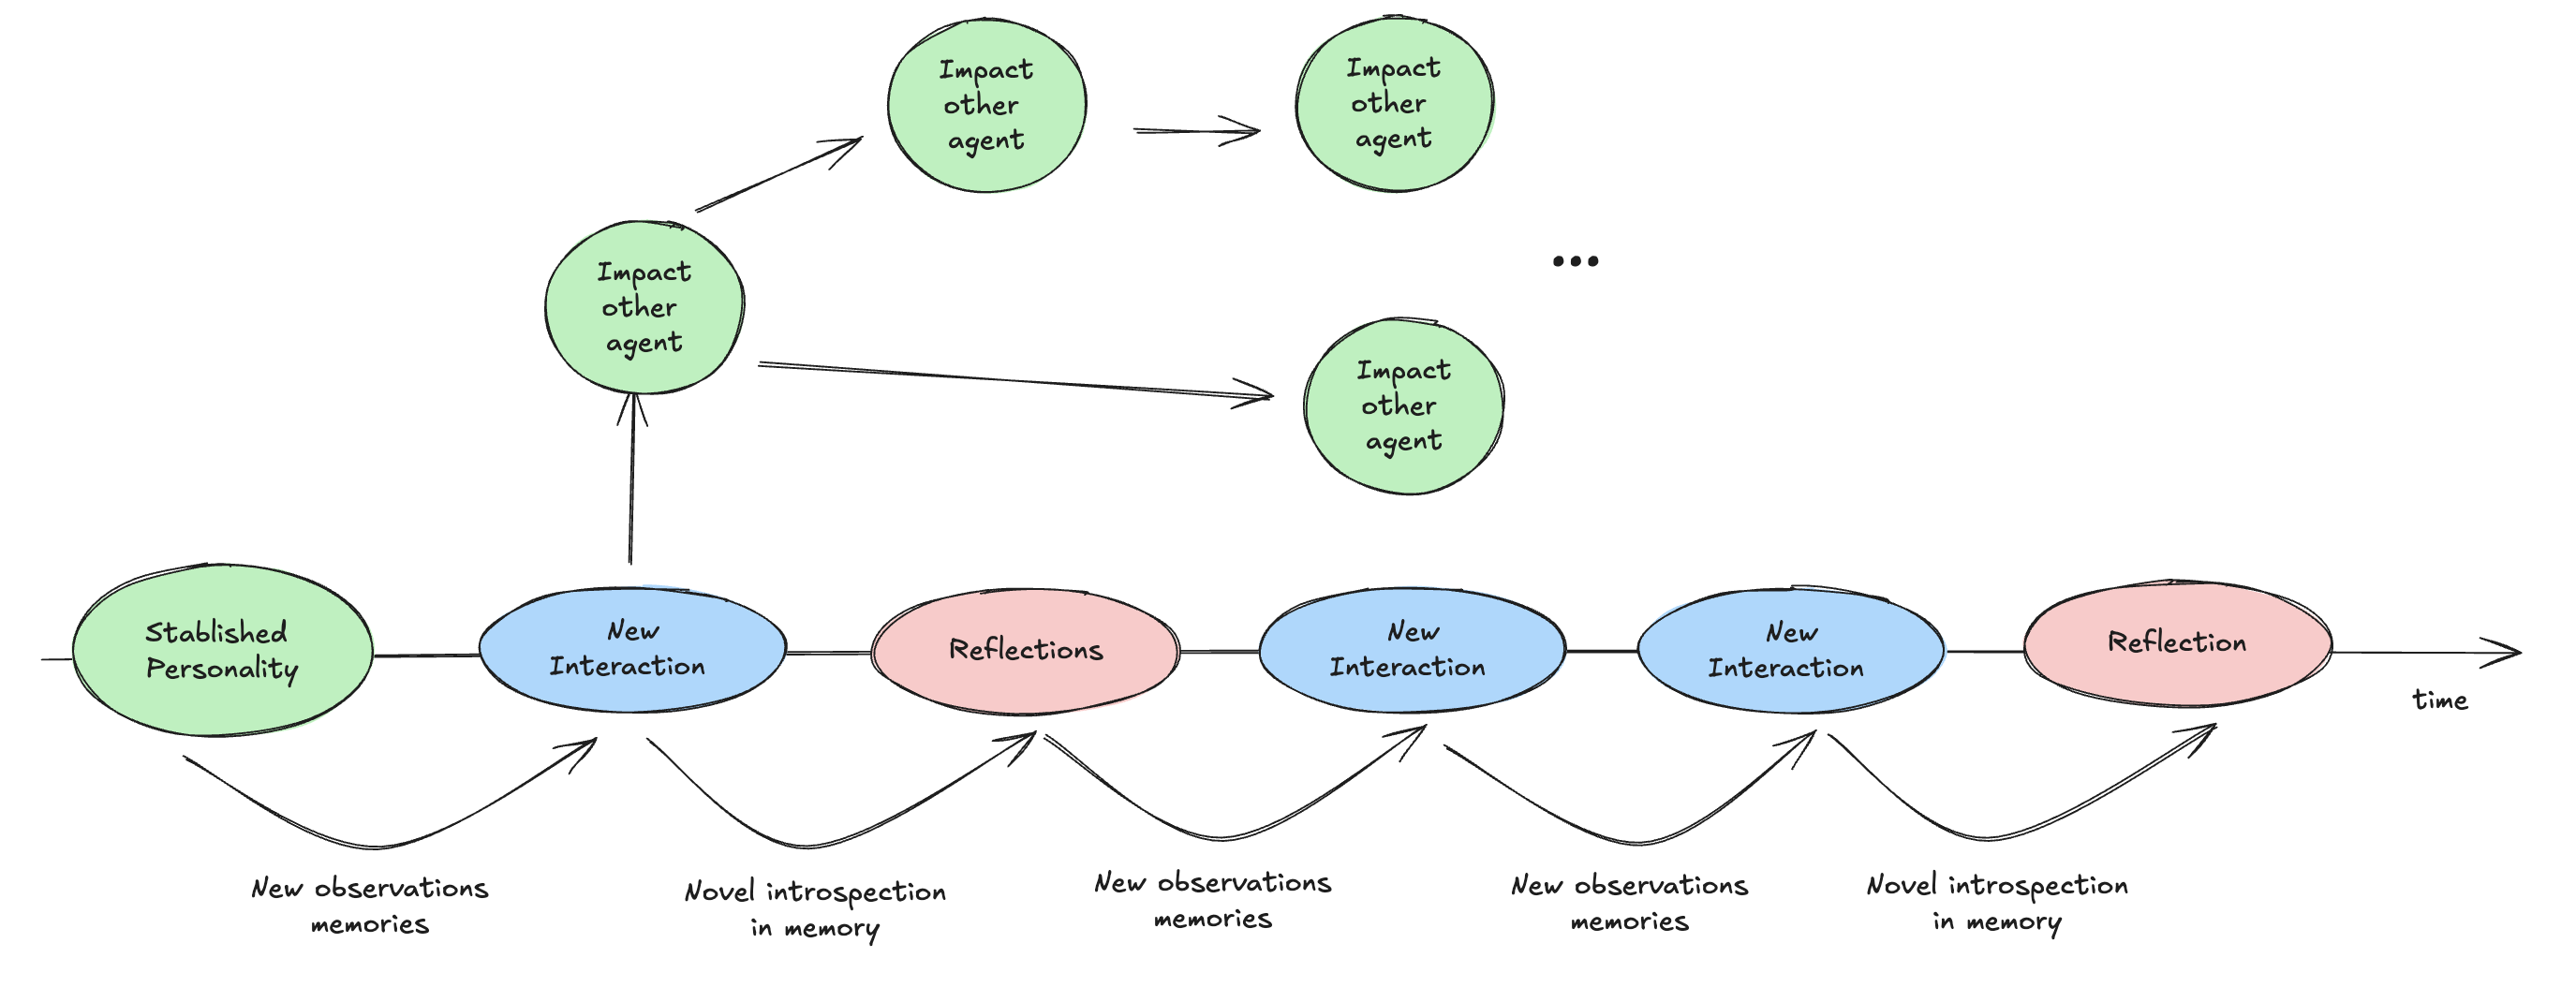 Impact
other
agent
Impact
other
agent
Impact
other
agent
...
Impact
other
agent
Stablished
Personality
New
Interaction
Reflections
New
Interaction
New
Interaction
Reflection
time
New observations
memories
Novel introspection
in memory
New observations
memories
New observations
memories
Novel introspection
in memory